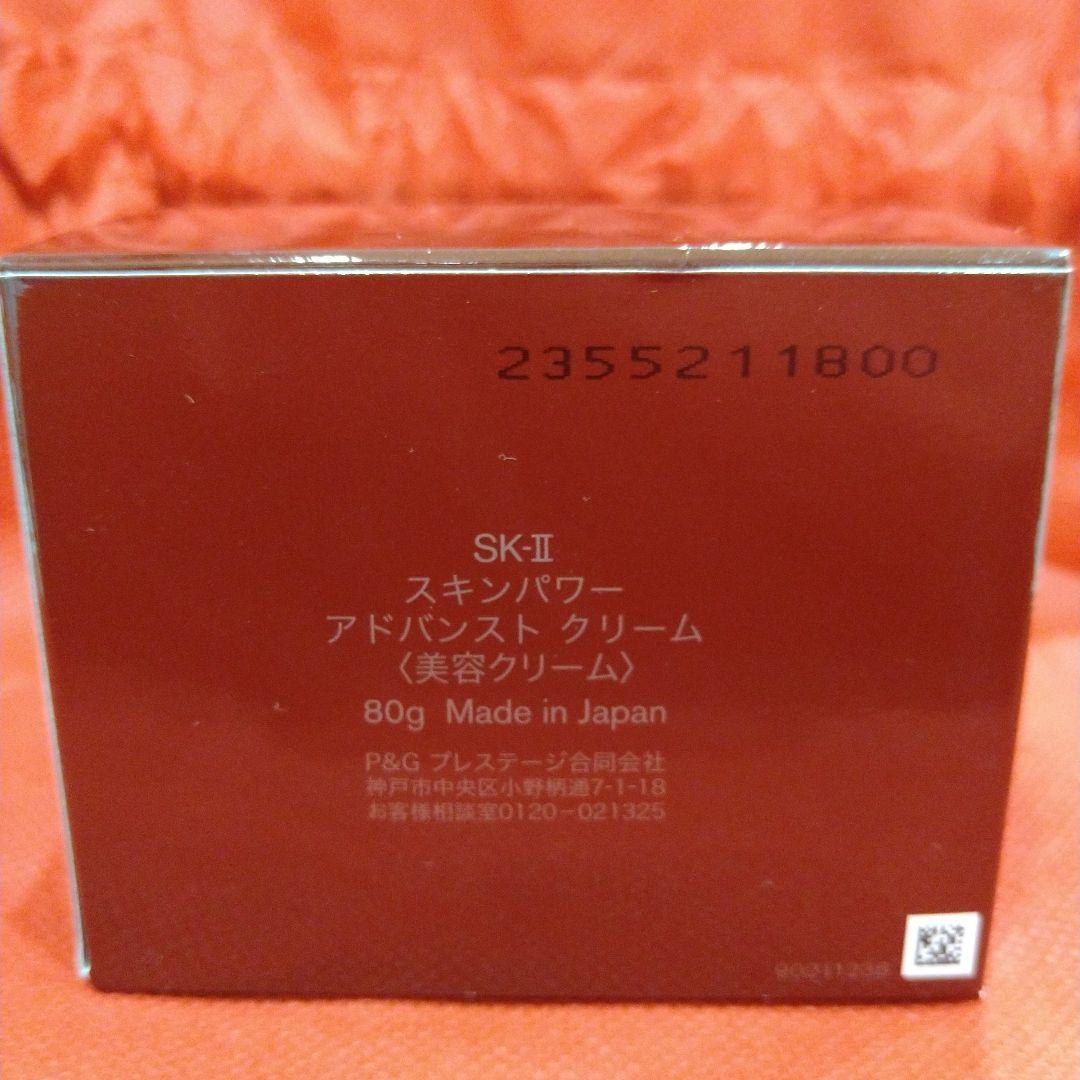 2355211800
SK-Ⅱ
スキンパワー
アドバンスト クリーム
〈美容クリーム〉
80g Made in Japan
P&G プレステージ合同会社
神戸市中央区小野柄通7-1-18
お客様相談室0120-021325